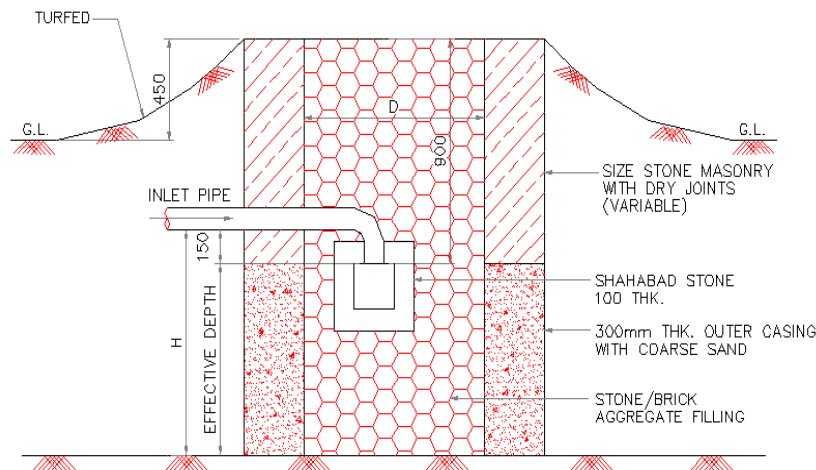 TURFED
450
G.L.
D
900
G.L.
SIZE STONE MASONRY
WITH DRY JOINTS
(VARIABLE)
INLET PIPE
150
H
EFFECTIVE DEPTH
SHAHABAD STONE
100 THK.
300mm THK. OUTER CASING
WITH COARSE SAND
STONE/BRICK
AGGREGATE FILLING